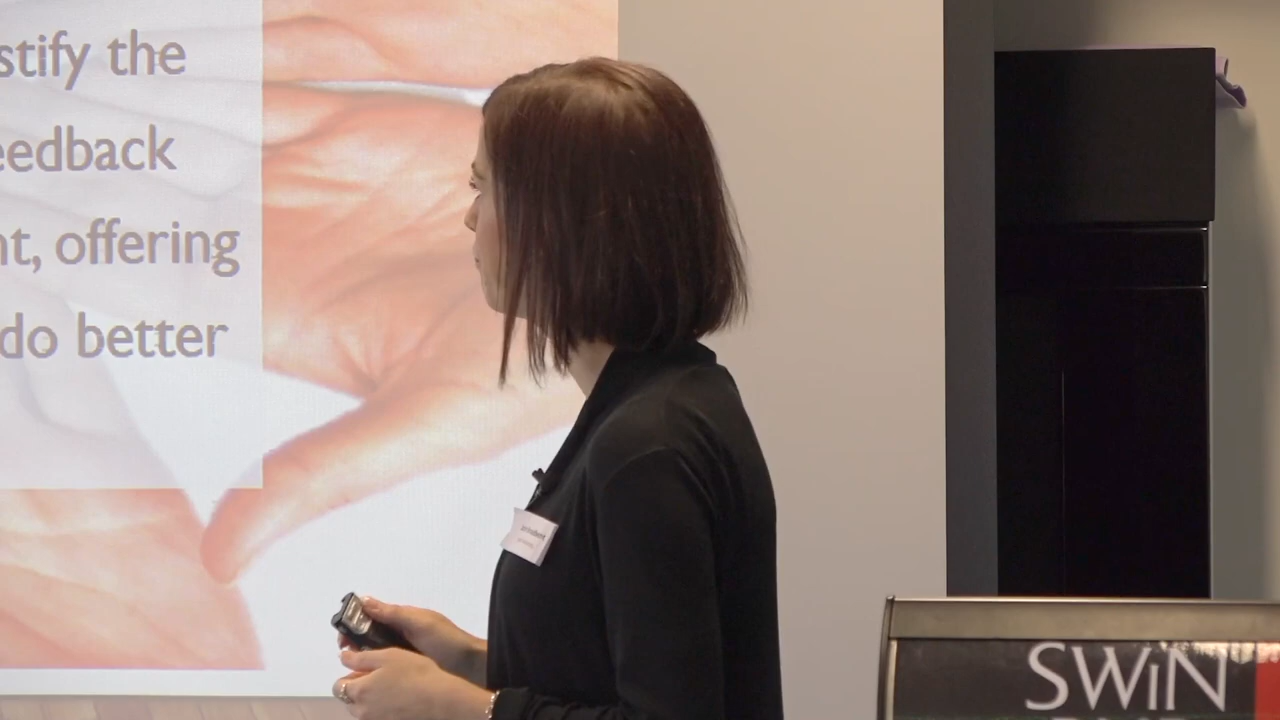 stify the
eedback
nt, offering
do better
SWiN